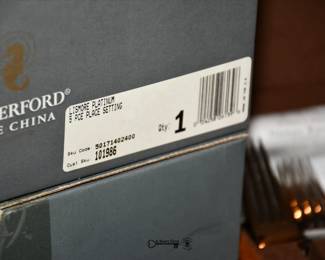 ERFORD
E CHINA
LISMORE PLATINUM
5 PCE PLACE SETTING
Qty: 1
Sku Code 50171402400
Cust Sku: 101986